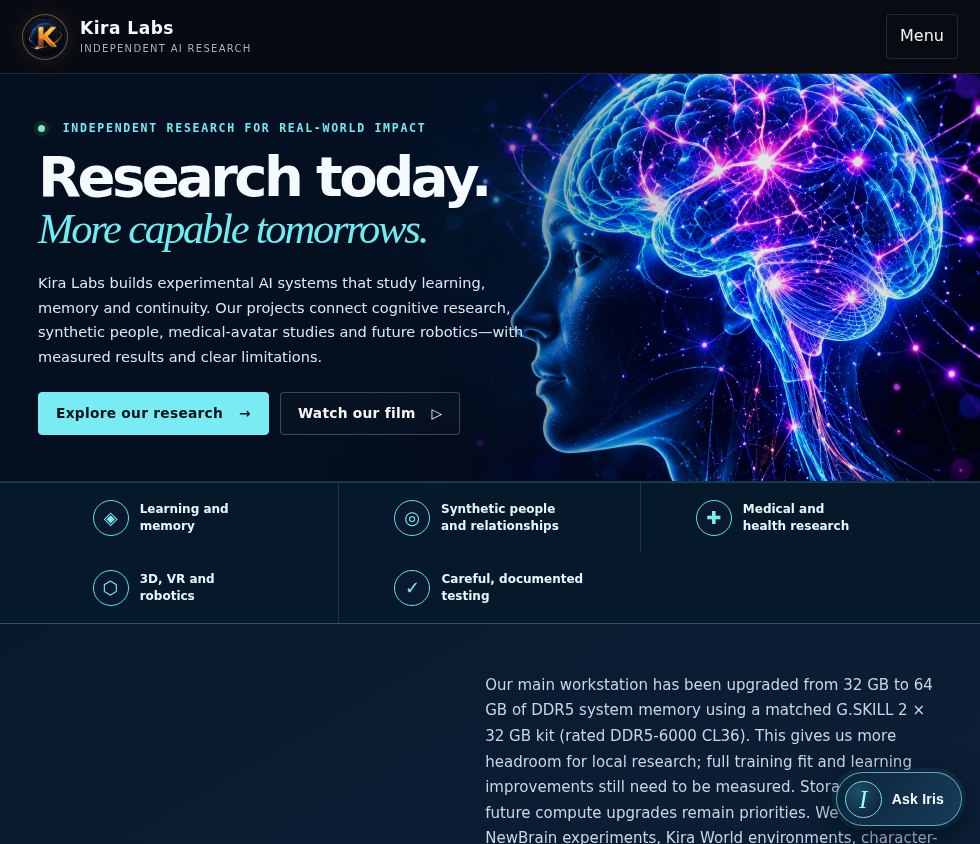 K
Kira Labs
INDEPENDENT AI RESEARCH
Menu
INDEPENDENT RESEARCH FOR REAL-WORLD IMPACT
Research today.
More capable tomorrows.
Kira Labs builds experimental AI systems that study learning,
memory and continuity. Our projects connect cognitive research,
synthetic people, medical-avatar studies and future robotics—with
measured results and clear limitations.
Explore our research →
Watch our film ▷
Learning and
memory
Synthetic people
and relationships
Medical and
health research
3D, VR and
robotics
Careful, documented
testing
Our main workstation has been upgraded from 32 GB to 64
GB of DDR5 system memory using a matched G.SKILL 2 ×
32 GB kit (rated DDR5-6000 CL36). This gives us more
headroom for local research; full training fit and learning
improvements still need to be measured.
future compute upgrades remain priorities. We
NewBrain experiments, Kira World environments, character-
I Ask Iris